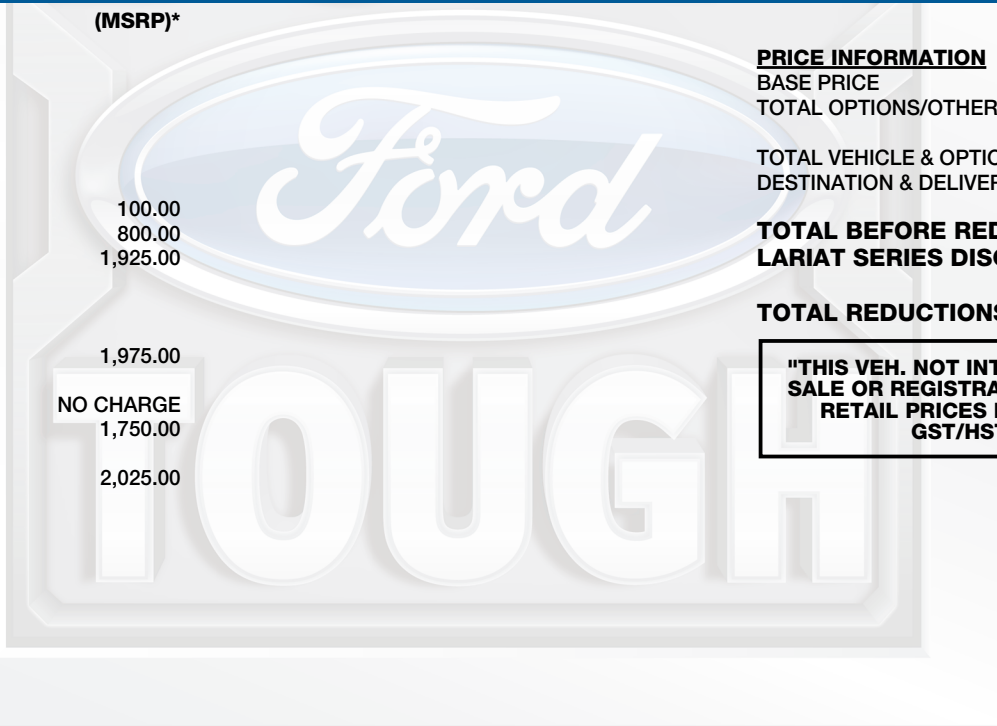 (MSRP)*
100.00
800.00
1,925.00
1,975.00
NO CHARGE
1,750.00
2,025.00
PRICE INFORMATION
BASE PRICE
TOTAL OPTIONS/OTHER
TOTAL VEHICLE & OPTIO
DESTINATION & DELIVER
TOTAL BEFORE RED
LARIAT SERIES DISC
TOTAL REDUCTIONS
"THIS VEH. NOT INT
SALE OR REGISTRA
RETAIL PRICES
GST/HST
Ford
TOUGH